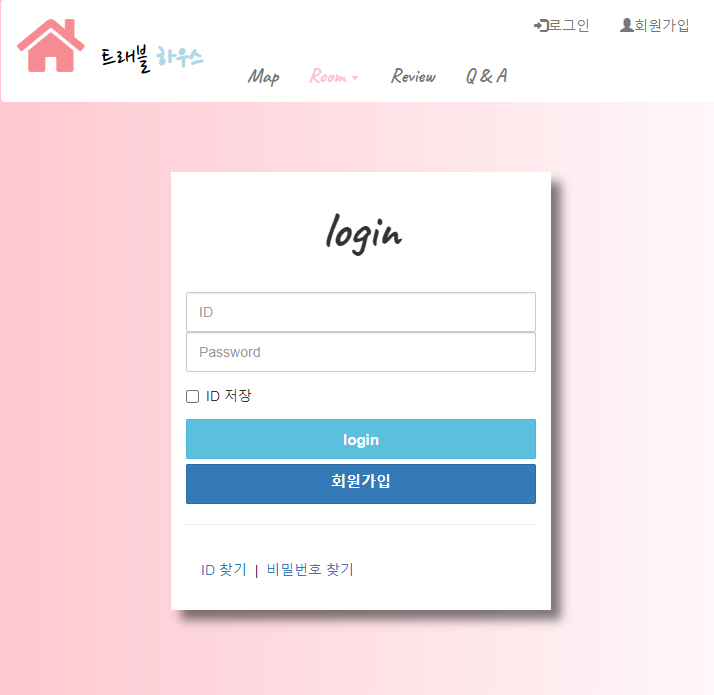 로그인 회원가입
트래블 하우스 Map Room Review Q & A
login
ID
Password
ID 저장
login
회원가입
ID 찾기 | 비밀번호 찾기